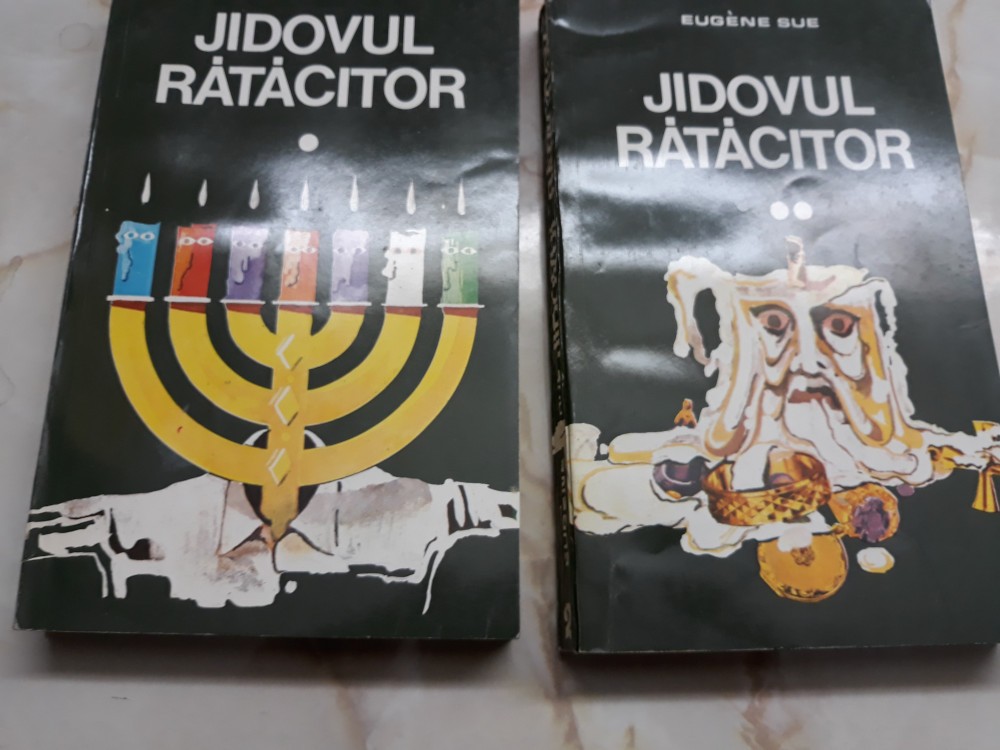 JIDOVUL
RĂTĂCITOR
EUGÈNE SUE
JIDOVUL
RĂTĂCITOR